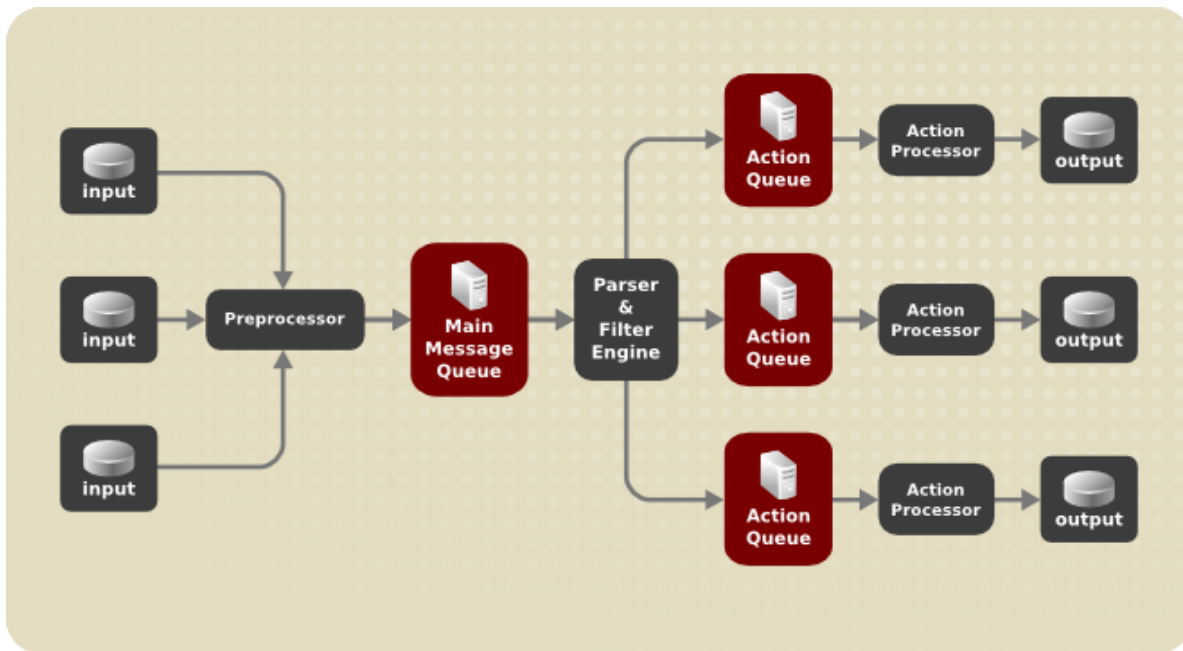 input
input
input
Preprocessor
Main
Message
Queue
Parser
&
Filter
Engine
Action
Queue
Action
Processor
output
Action
Queue
Action
Processor
output
Action
Queue
Action
Processor
output